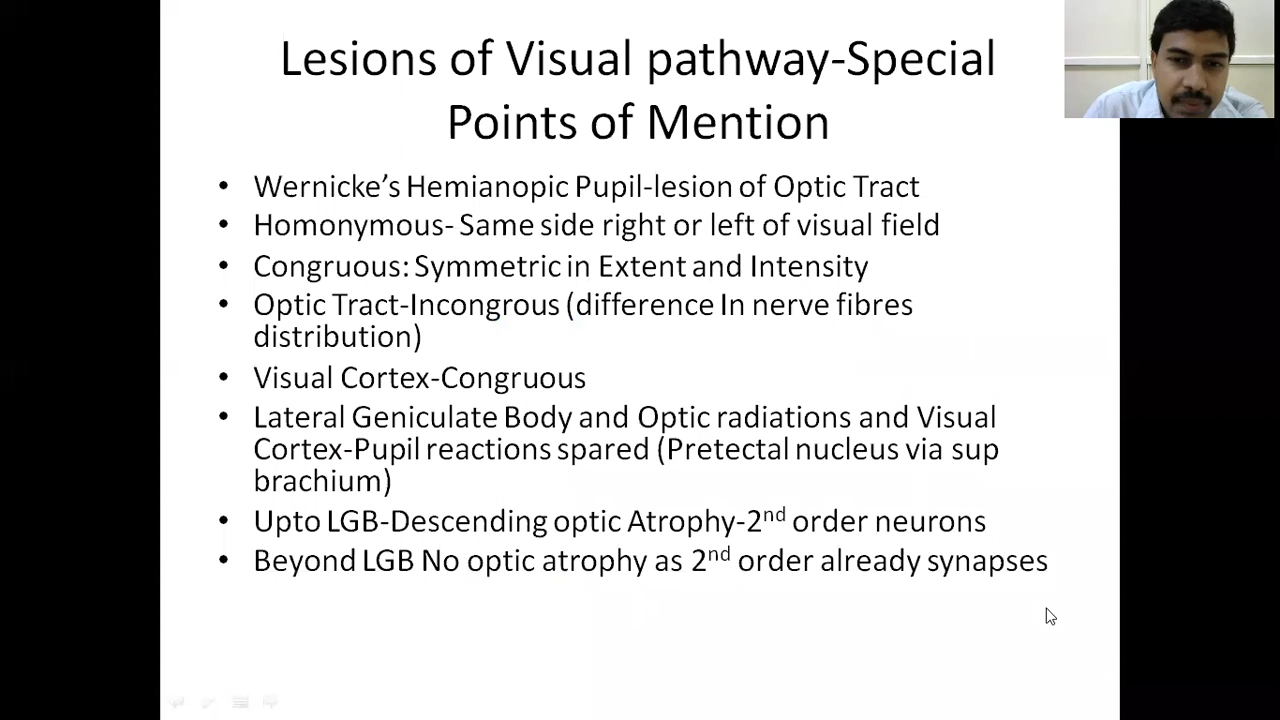 Lesions of Visual pathway-Special
Points of Mention
• Wernicke's Hemianopic Pupil-lesion of Optic Tract
• Homonymous- Same side right or left of visual field
• Congruous: Symmetric in Extent and Intensity
• Optic Tract-Incongrous (difference In nerve fibres
distribution)
• Visual Cortex-Congruous
• Lateral Geniculate Body and Optic radiations and Visual
Cortex-Pupil reactions spared (Pretectal nucleus via sup
brachium)
• Upto LGB-Descending optic Atrophy-2nd order neurons
• Beyond LGB No optic atrophy as 2nd order already synapses